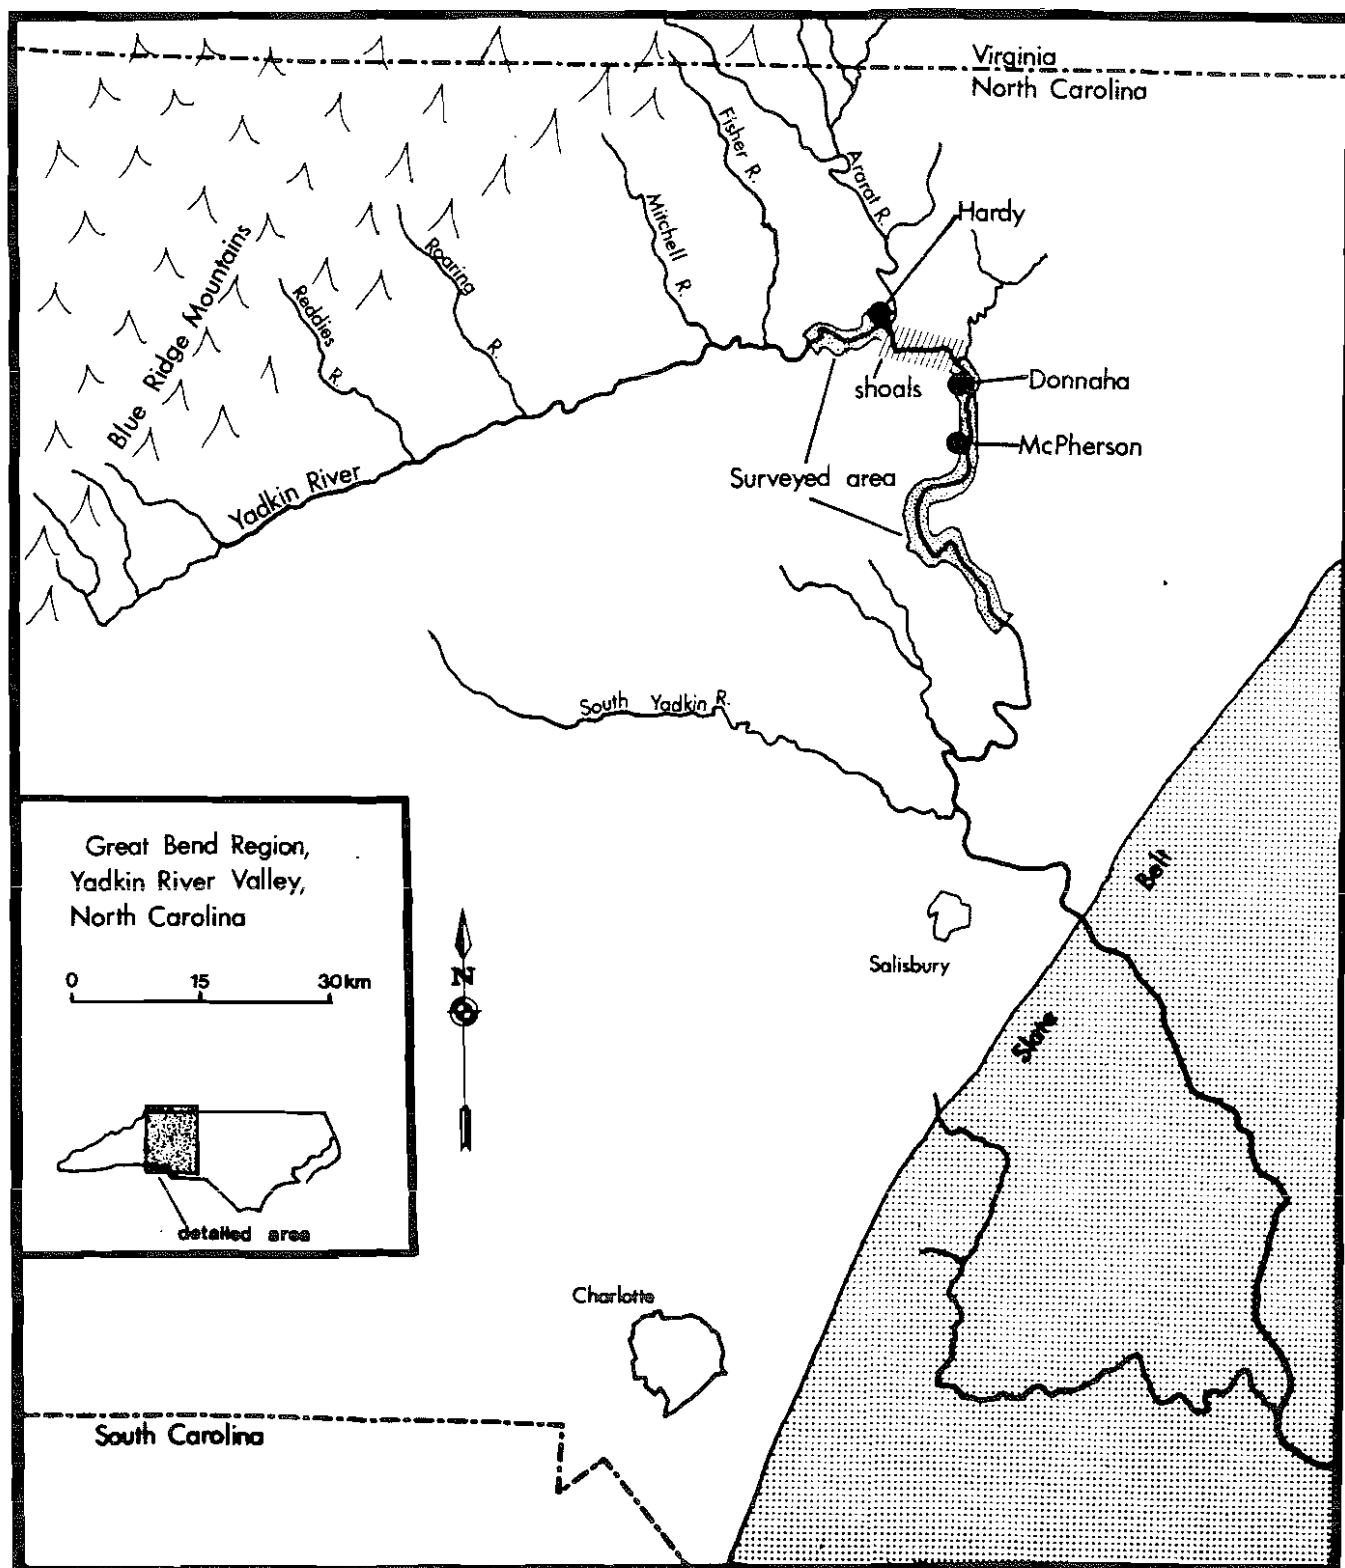 Virginia
North Carolina
Fisher R.
Ararat R.
Mitchell R.
Hardy
Roaring
R.
Reddies
R.
Blue Ridge Mountains
shoals
Donnaha
McPherson
Surveyed area
Yadkin River
South Yadkin R.
Great Bend Region,
Yadkin River Valley,
North Carolina
0 15 30km
N
detailed area
Salisbury
Slate Belt
Charlotte
South Carolina